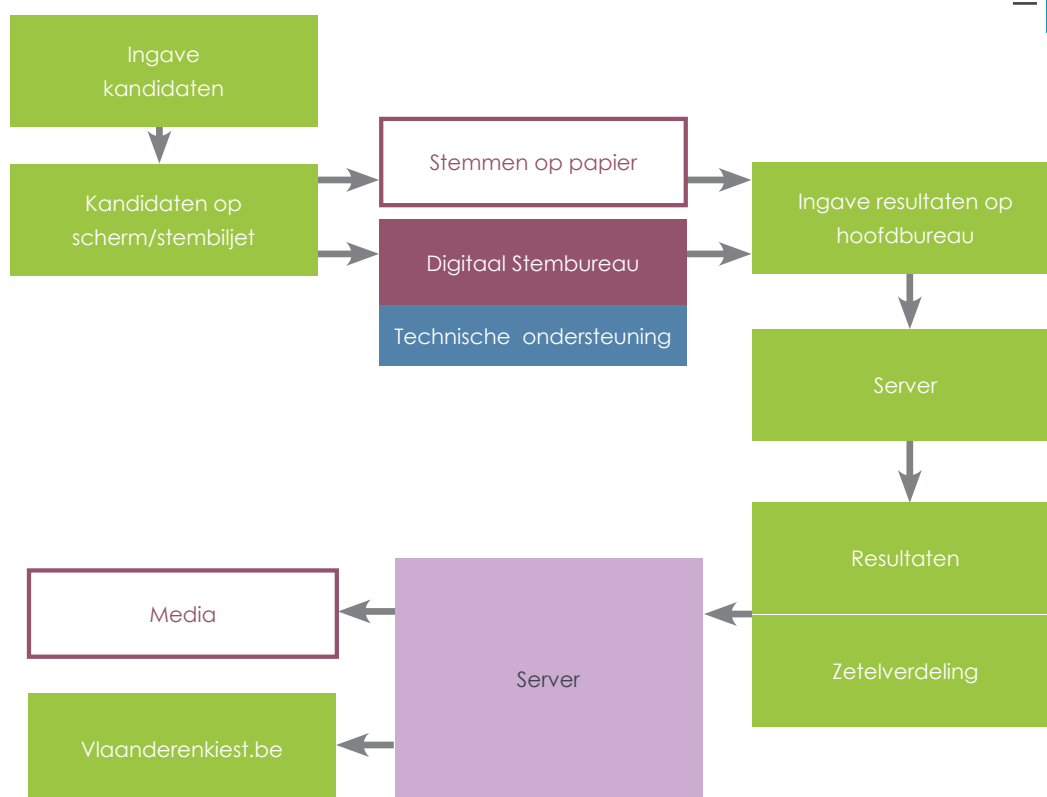 Ingave
kandidaten
Kandidaten op
scherm/stembiljet
Stemmen op papier
Digitaal Stembureau
Technische ondersteuning
Ingave resultaten op
hoofdbureau
Server
Resultaten
Zetelverdeling
Server
Media
Vlaanderenkiest.be